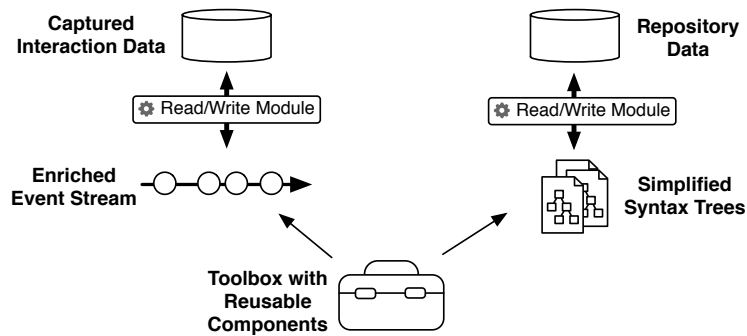 Captured
Interaction Data
Repository
Data
Read/Write Module
Read/Write Module
Enriched
Event Stream
Simplified
Syntax Trees
Toolbox with
Reusable
Components